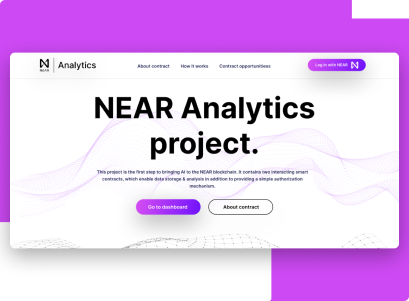 NEAR
Analytics
About contract
How it works
Contract opportunities
Log in with NEAR
NEAR Analytics
project.
This project is the first step to bringing AI to the NEAR blockchain. It contains two interacting smart
contracts, which enable data storage & analysis in addition to providing a simple authorization
mechanism.
Go to dashboard
About contract